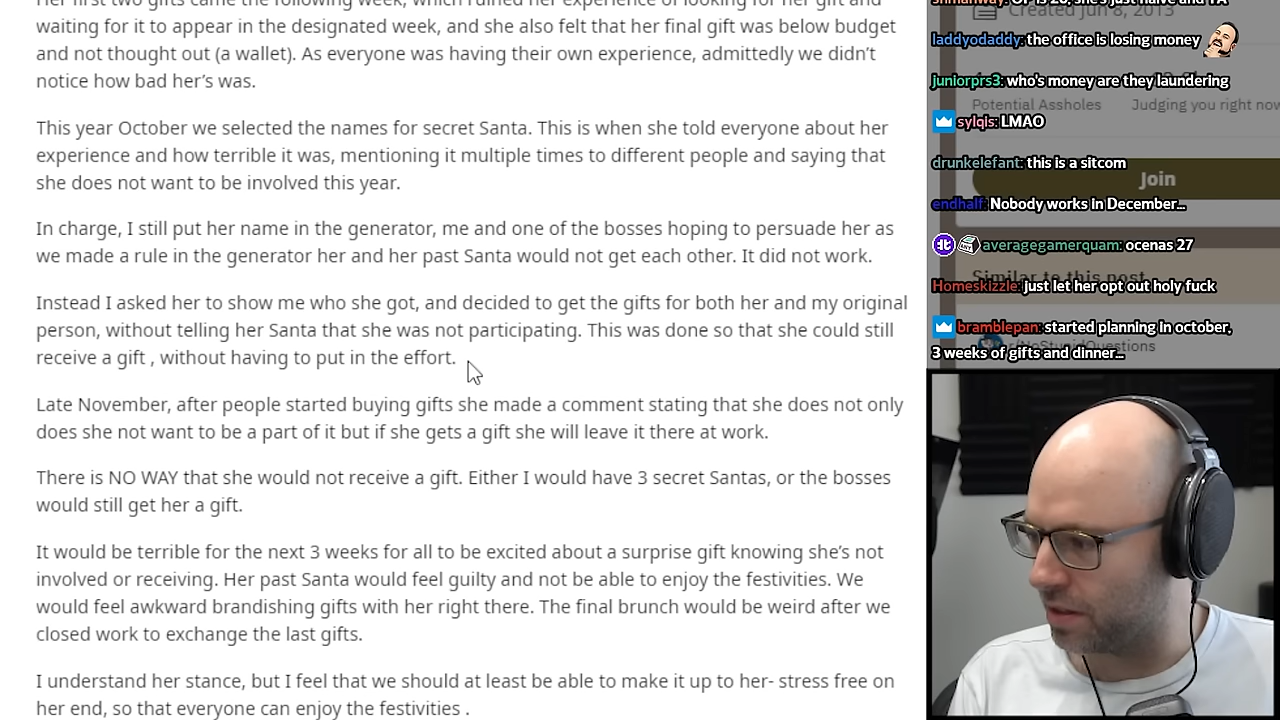 Her first two gifts came the following week, which ruined her experience of looking for her gift and
waiting for it to appear in the designated week, and she also felt that her final gift was below budget
and not thought out (a wallet). As everyone was having their own experience, admittedly we didn't
notice how bad her's was.
This year October we selected the names for secret Santa. This is when she told everyone about her
experience and how terrible it was, mentioning it multiple times to different people and saying that
she does not want to be involved this year.
In charge, I still put her name in the generator, me and one of the bosses hoping to persuade her as
we made a rule in the generator her and her past Santa would not get each other. It did not work.
Instead I asked her to show me who she got, and decided to get the gifts for both her and my original
person, without telling her Santa that she was not participating. This was done so that she could still
receive a gift , without having to put in the effort.
Late November, after people started buying gifts she made a comment stating that she does not only
does she not want to be a part of it but if she gets a gift she will leave it there at work.
There is NO WAY that she would not receive a gift. Either I would have 3 secret Santas, or the bosses
would still get her a gift.
It would be terrible for the next 3 weeks for all to be excited about a surprise gift knowing she's not
involved or receiving. Her past Santa would feel guilty and not be able to enjoy the festivities. We
would feel awkward brandishing gifts with her right there. The final brunch would be weird after we
closed work to exchange the last gifts.
I understand her stance, but I feel that we should at least be able to make it up to her- stress free on
her end, so that everyone can enjoy the festivities .
Created Jun 8, 2013
laddyodaddy: the office is losing money
juniorprs3: who's money are they laundering
Potential Assholes Judging you right now
sylqis: LMAO
drunkelefant: this is a sitcom
Join
endhalf: Nobody works in December...
averagegamerquam: ocenas 27
Similar to this post
Homeskizzle: just let her opt out holy fuck
bramblepan: started planning in october,
3 weeks of gifts and dinner...
r/NoStupidQuestions